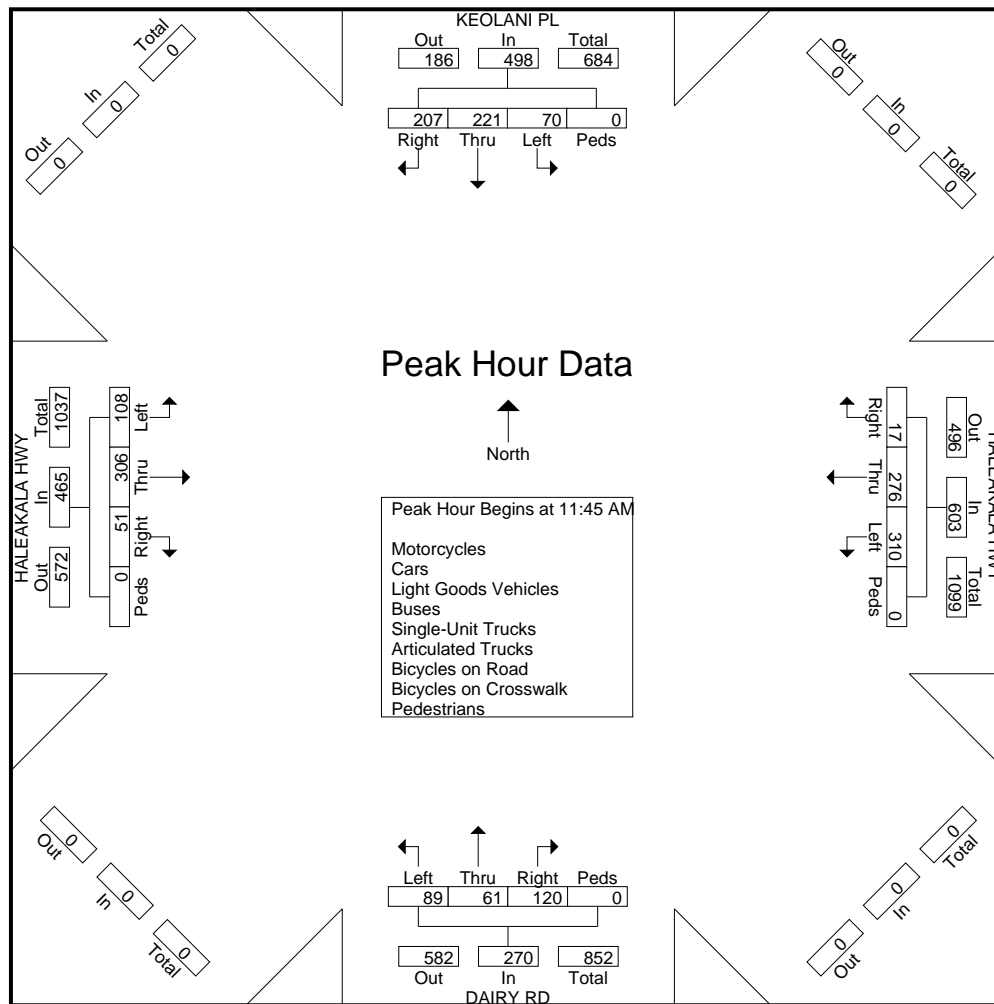 KEOLANI PL
Out In Total
186 498 684
207 221 70 0
Right Thru Left Peds
Total
0
In
0
Out
0
Out
0
In
0
Total
0
Peak Hour Data
North
HALEAKALA HWY
Total In Out
1037 465 572
108 306 51 0
Left Thru Right Peds
Out In Total
496 603 1099
17 276 310 0
Right Thru Left Peds
Peak Hour Begins at 11:45 AM
Motorcycles
Cars
Light Goods Vehicles
Buses
Single-Unit Trucks
Articulated Trucks
Bicycles on Road
Bicycles on Crosswalk
Pedestrians
Out
0
In
0
Total
0
Total
0
In
0
Out
0
Left Thru Right Peds
89 61 120 0
582 270 852
Out In Total
DAIRY RD